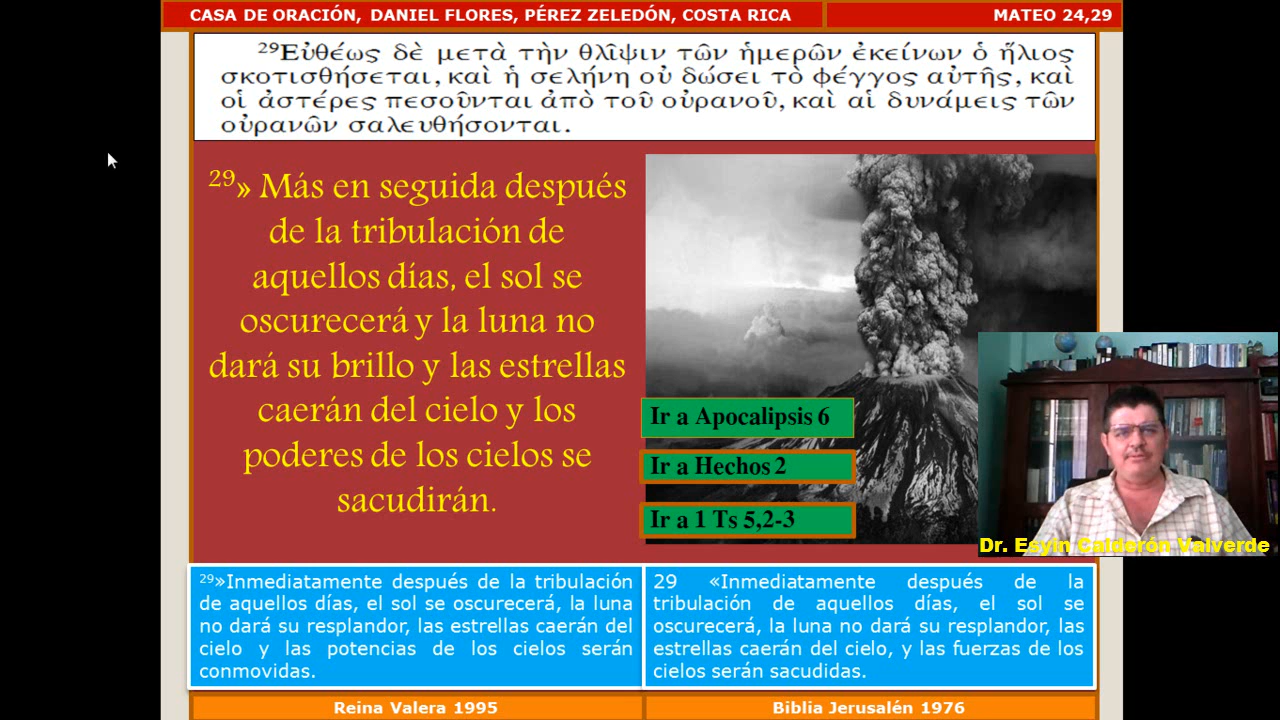 CASA DE ORACIÓN, DANIEL FLORES, PÉREZ ZELEDÓN, COSTA RICA
MATEO 24,29
29Εὐθέως δὲ μετὰ τὴν θλῖψιν τῶν ἡμερῶν ἐκείνων ὁ ἥλιος
σκοτισθήσεται, καὶ ἡ σελήνη οὐ δώσει τὸ φέγγος αὐτῆς, καὶ
οἱ ἀστέρες πεσοῦνται ἀπὸ τοῦ οὐρανοῦ, καὶ αἱ δυνάμεις τῶν
οὐρανῶν σαλευθήσονται.
29» Más en seguida después
de la tribulación de
aquellos días, el sol se
oscurecerá y la luna no
dará su brillo y las estrellas
caerán del cielo y los
poderes de los cielos se
sacudirán.
Ir a Apocalipsis 6
Ir a Hechos 2
Ir a 1 Ts 5,2-3
Dr. Esyin Calderón Valverde
29»Inmediatamente después de la tribulación
de aquellos días, el sol se oscurecerá, la luna
no dará su resplandor, las estrellas caerán del
cielo y las potencias de los cielos serán
conmovidas.
29 «Inmediatamente después de la
tribulación de aquellos días, el sol se
oscurecerá, la luna no dará su resplandor, las
estrellas caerán del cielo, y las fuerzas de los
cielos serán sacudidas.
Reina Valera 1995
Biblia Jerusalén 1976